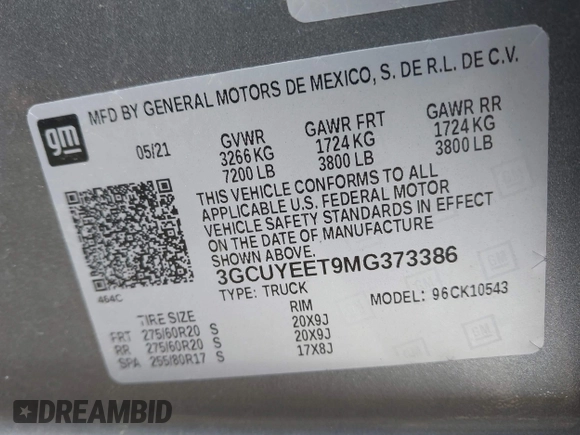 MFD BY GENERAL MOTORS DE MEXICO, S. DE R.L. DE C.V.
gm
05/21 GVWR GAWR FRT GAWR RR
3266 KG 1724 KG 1724 KG
7200 LB 3800 LB 3800 LB
THIS VEHICLE CONFORMS TO ALL
APPLICABLE U.S. FEDERAL MOTOR
VEHICLE SAFETY STANDARDS IN EFFECT
ON THE DATE OF MANUFACTURE
SHOWN ABOVE.
3GCUYEET9MG373386
464C
TYPE: TRUCK MODEL: 96CK10543
TIRE SIZE RIM
FRT 275/60R20 S 20X9J
RR 275/60R20 S 20X9J
SPA 255/80R17 S 17X8J
DREAMBID